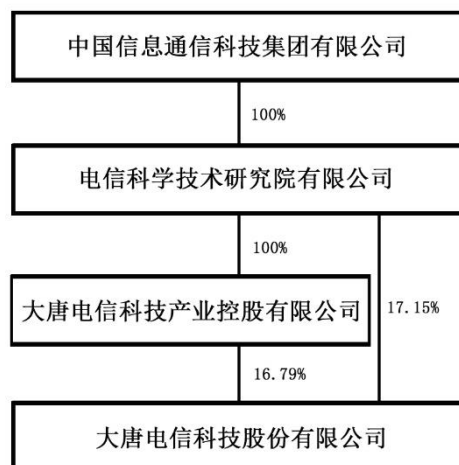 中国信息通信科技集团有限公司
100%
电信科学技术研究院有限公司
100%
大唐电信科技产业控股有限公司
17.15%
16.79%
大唐电信科技股份有限公司